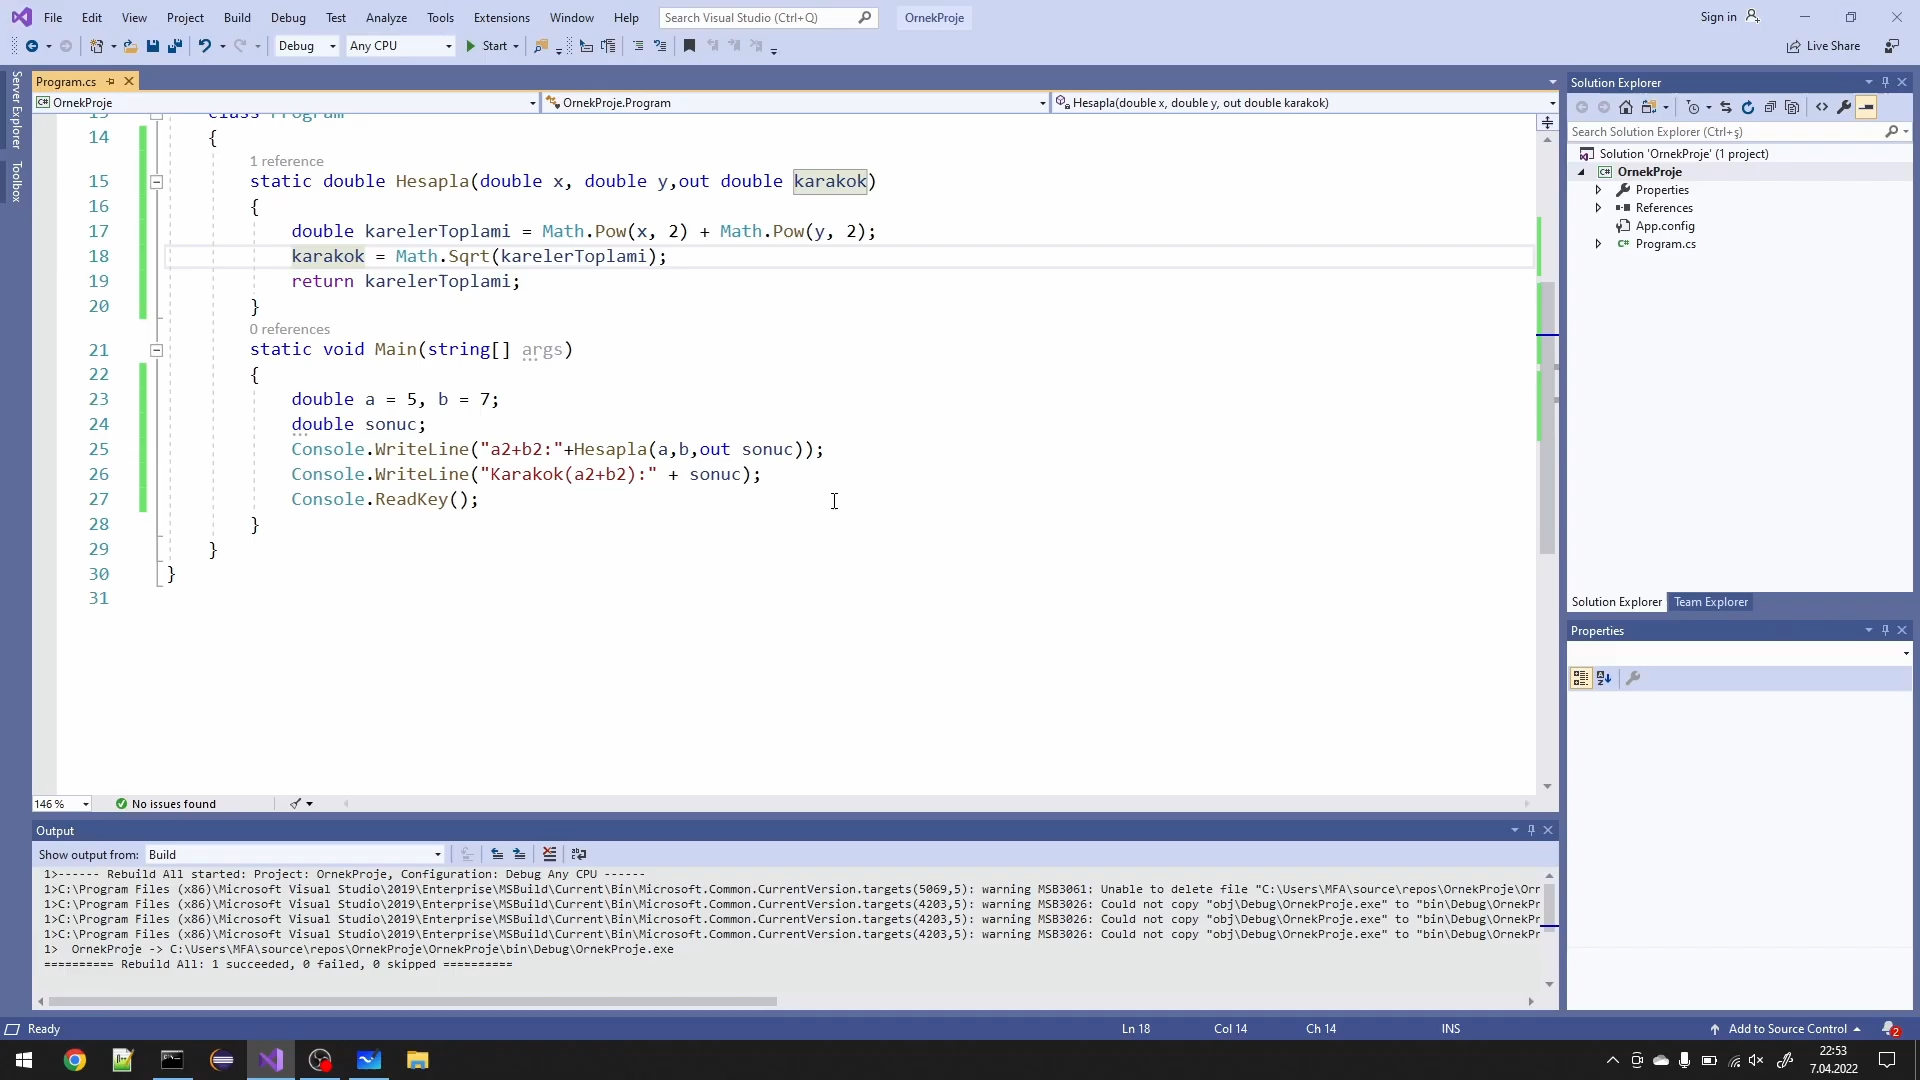 File Edit View Project Build Debug Test Analyze Tools Extensions Window Help Search Visual Studio (Ctrl+Q) OrnekProje Sign in
Debug Any CPU Start Live Share
Server Explorer
Toolbox
Program.cs
OrnekProje OrnekProje.Program Hesapla(double x, double y, out double karakok)
13 class Program
14 {
1 reference
15 static double Hesapla(double x, double y,out double karakok)
16 {
17 double karelerToplami = Math.Pow(x, 2) + Math.Pow(y, 2);
18 karakok = Math.Sqrt(karelerToplami);
19 return karelerToplami;
20 }
0 references
21 static void Main(string[] args)
22 {
23 double a = 5, b = 7;
24 double sonuc;
25 Console.WriteLine("a2+b2:"+Hesapla(a,b,out sonuc));
26 Console.WriteLine("Karakok(a2+b2):" + sonuc);
27 Console.ReadKey();
28 }
29 }
30 }
31
146 % No issues found
Output
Show output from: Build
1>------ Rebuild All started: Project: OrnekProje, Configuration: Debug Any CPU ------
1>C:\Program Files (x86)\Microsoft Visual Studio\2019\Enterprise\MSBuild\Current\Bin\Microsoft.Common.CurrentVersion.targets(5069,5): warning MSB3061: Unable to delete file "C:\Users\MFA\source\repos\OrnekProje\Orn
1>C:\Program Files (x86)\Microsoft Visual Studio\2019\Enterprise\MSBuild\Current\Bin\Microsoft.Common.CurrentVersion.targets(4203,5): warning MSB3026: Could not copy "obj\Debug\OrnekProje.exe" to "bin\Debug\OrnekPr
1>C:\Program Files (x86)\Microsoft Visual Studio\2019\Enterprise\MSBuild\Current\Bin\Microsoft.Common.CurrentVersion.targets(4203,5): warning MSB3026: Could not copy "obj\Debug\OrnekProje.exe" to "bin\Debug\OrnekPr
1>C:\Program Files (x86)\Microsoft Visual Studio\2019\Enterprise\MSBuild\Current\Bin\Microsoft.Common.CurrentVersion.targets(4203,5): warning MSB3026: Could not copy "obj\Debug\OrnekProje.exe" to "bin\Debug\OrnekPr
1> OrnekProje -> C:\Users\MFA\source\repos\OrnekProje\OrnekProje\bin\Debug\OrnekProje.exe
========== Rebuild All: 1 succeeded, 0 failed, 0 skipped ==========
Solution Explorer
Search Solution Explorer (Ctrl+ş)
Solution 'OrnekProje' (1 project)
OrnekProje
Properties
References
App.config
Program.cs
Solution Explorer Team Explorer
Properties
Ready Ln 18 Col 14 Ch 14 INS Add to Source Control 2
22:53
7.04.2022